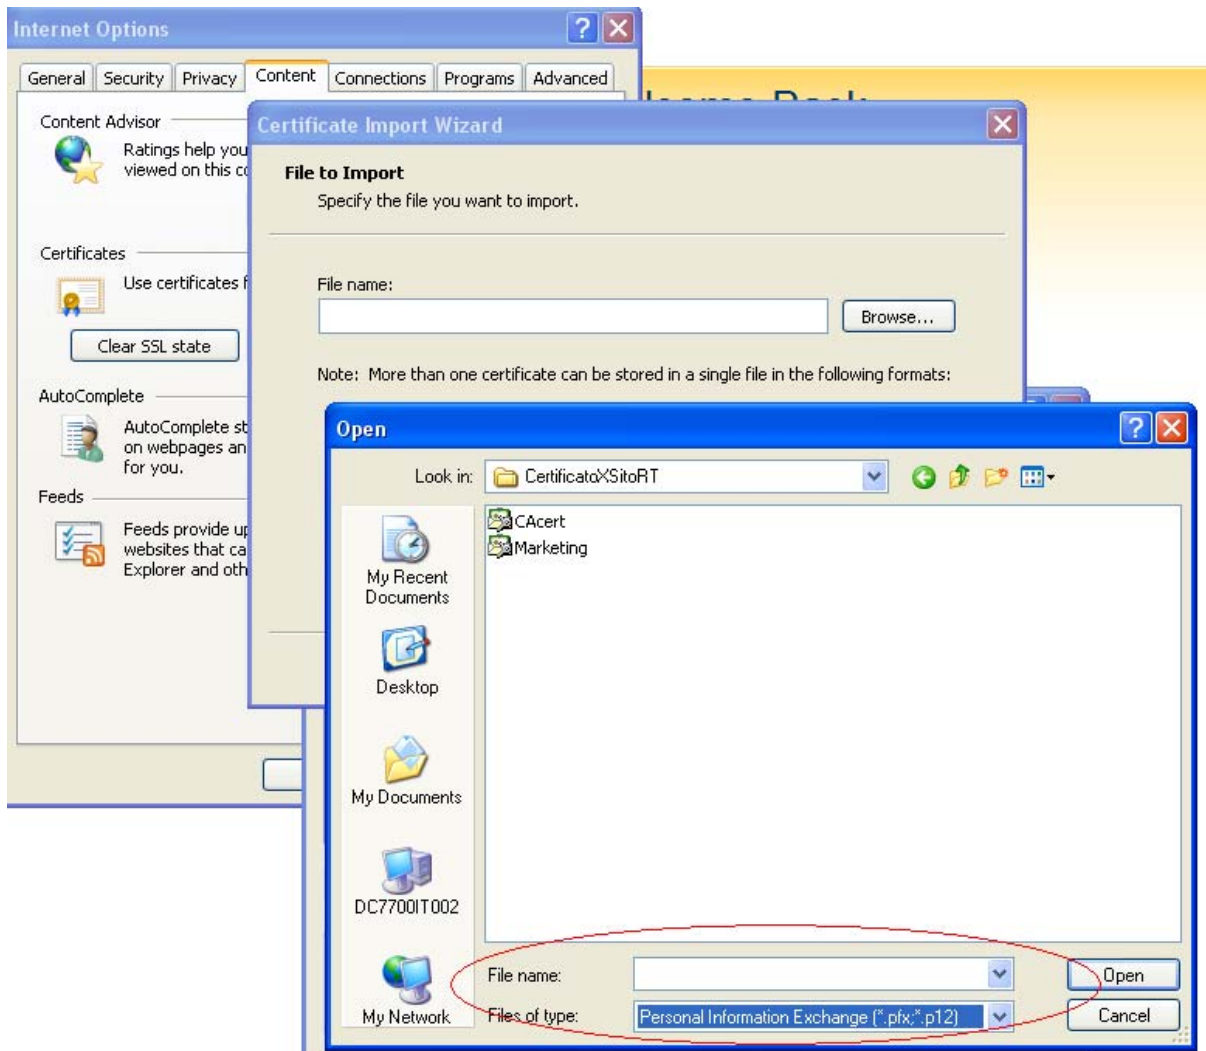 Internet Options
General Security Privacy Content Connections Programs Advanced
Content Advisor
Ratings help you
viewed on this
Certificates
Use certificates
Clear SSL state
AutoComplete
AutoComplete
on webpages
for you.
Feeds
Feeds provide
websites that
Explorer and
Certificate Import Wizard
File to Import
Specify the file you want to import.
File name:
Browse...
Note: More than one certificate can be stored in a single file in the following formats:
Open
Look in: CertificatoXSitoRT
CAcert
Marketing
My Recent
Documents
Desktop
My Documents
DC7700IT002
My Network
File name:
Open
Files of type: Personal Information Exchange (*.pfx;*.p12)
Cancel